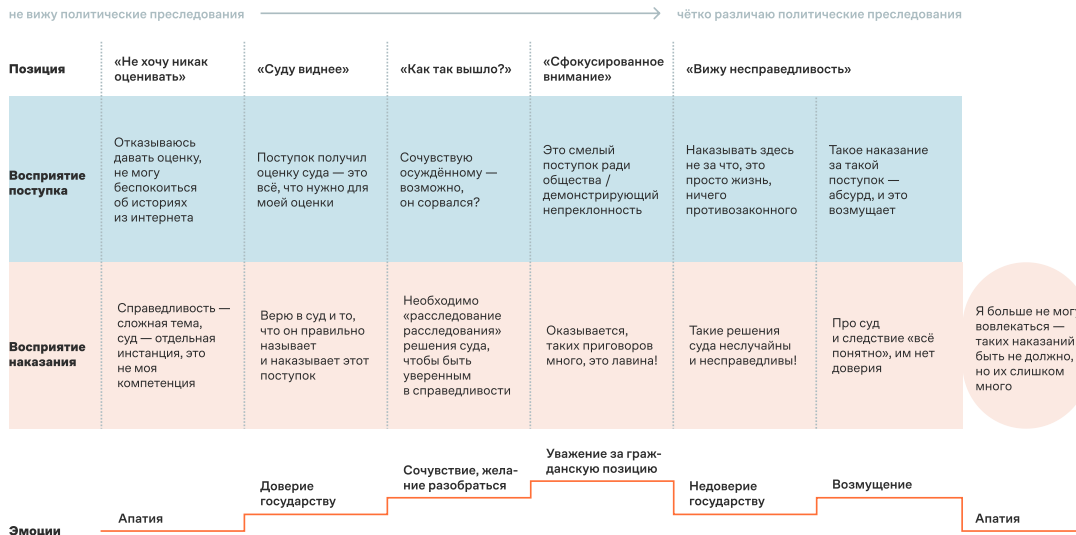 не вижу политические преследования
чётко различаю политические преследования
Позиция
«Не хочу никак
оценивать»
«Суду виднее»
«Как так вышло?»
«Сфокусированное
внимание»
«Вижу несправедливость»
Восприятие
поступка
Отказываюсь
давать оценку,
не могу
беспокоиться
об историях
из интернета
Поступок получил
оценку суда — это
всё, что нужно для
моей оценки
Сочувствую
осуждённому —
возможно,
он сорвался?
Это смелый
поступок ради
общества /
демонстрирующий
непреклонность
Наказывать здесь
не за что, это
просто жизнь,
ничего
противозаконного
Такое наказание
за такой
поступок —
абсурд, и это
возмущает
Восприятие
наказания
Справедливость —
сложная тема,
суд — отдельная
инстанция, это
не моя
компетенция
Верю в суд и то,
что он правильно
называет
и наказывает этот
поступок
Необходимо
«расследование
расследования»
решения суда,
чтобы быть
уверенным
в справедливости
Оказывается,
таких приговоров
много, это лавина!
Такие решения
суда неслучайны
и несправедливы!
Про суд
и следствие «всё
понятно», им нет
доверия
Я больше не могу
вовлекаться —
таких наказаний
быть не должно,
но их слишком
много
Эмоции
Апатия
Доверие
государству
Сочувствие, жела-
ние разобраться
Уважение за граж-
данскую позицию
Недоверие
государству
Возмущение
Апатия